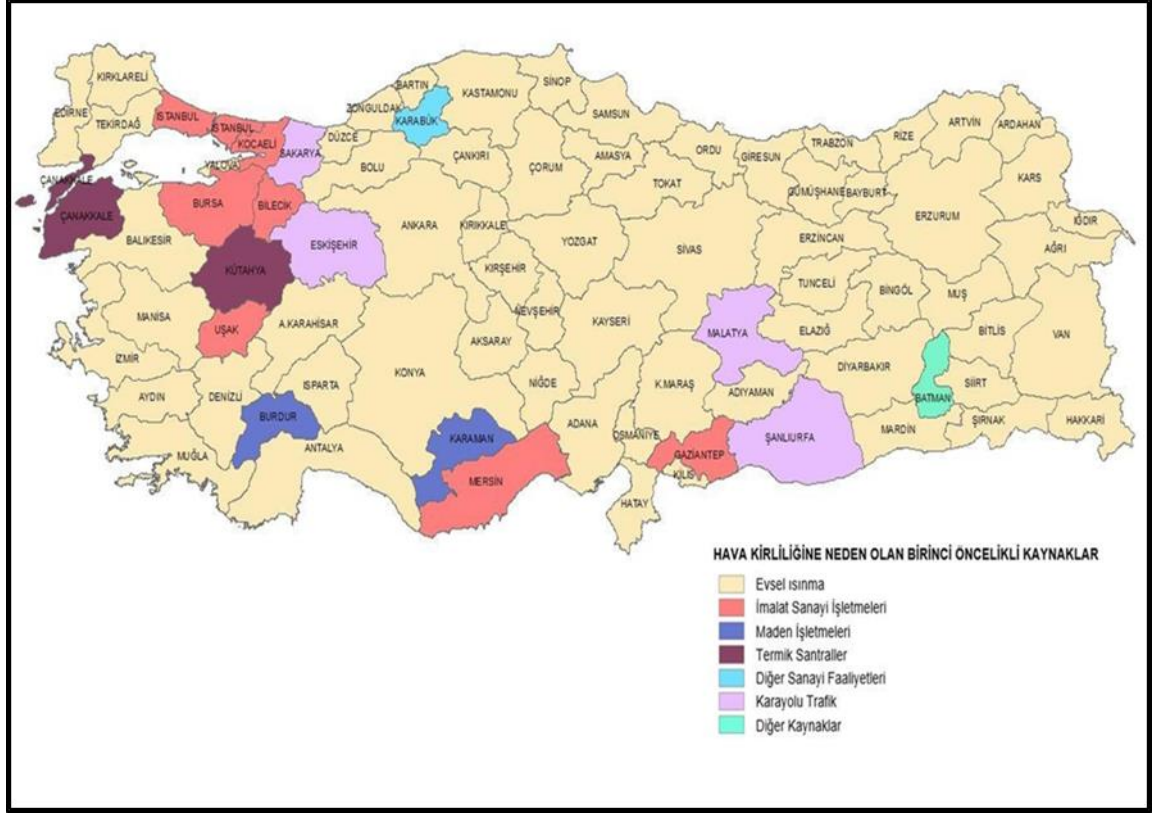 KIRKLARELİ
EDİRNE
TEKİRDAĞ
İSTANBUL
İSTANBUL
KOCAELİ
YALOVA
SAKARYA
DÜZCE
ZONGULDAK
BARTIN
KARABÜK
KASTAMONU
SİNOP
SAMSUN
BOLU
ÇANKIRI
ÇORUM
AMASYA
ORDU
GİRESUN
TRABZON
RİZE
ARTVİN
ARDAHAN
TOKAT
GÜMÜŞHANE
BAYBURT
KARS
IĞDIR
ÇANAKKALE
ÇANAKKALE
BURSA
BİLECİK
BALIKESİR
ESKİŞEHİR
ANKARA
KIRIKKALE
YOZGAT
SİVAS
ERZİNCAN
ERZURUM
AĞRI
KÜTAHYA
KIRŞEHİR
NEVŞEHİR
KAYSERİ
TUNCELİ
BİNGÖL
MUŞ
MANİSA
UŞAK
A.KARAHİSAR
AKSARAY
MALATYA
ELAZIĞ
BİTLİS
VAN
İZMİR
KONYA
NİĞDE
K.MARAŞ
ADIYAMAN
DİYARBAKIR
BATMAN
SİİRT
AYDIN
DENİZLİ
ISPARTA
BURDUR
KARAMAN
ADANA
OSMANİYE
GAZİANTEP
ŞANLIURFA
MARDİN
ŞIRNAK
HAKKARİ
MUĞLA
ANTALYA
MERSİN
KİLİS
HATAY
HAVA KİRLİLİĞİNE NEDEN OLAN BİRİNCİ ÖNCELİKLİ KAYNAKLAR
Evsel ısınma
İmalat Sanayi İşletmeleri
Maden İşletmeleri
Termik Santraller
Diğer Sanayi Faaliyetleri
Karayolu Trafik
Diğer Kaynaklar